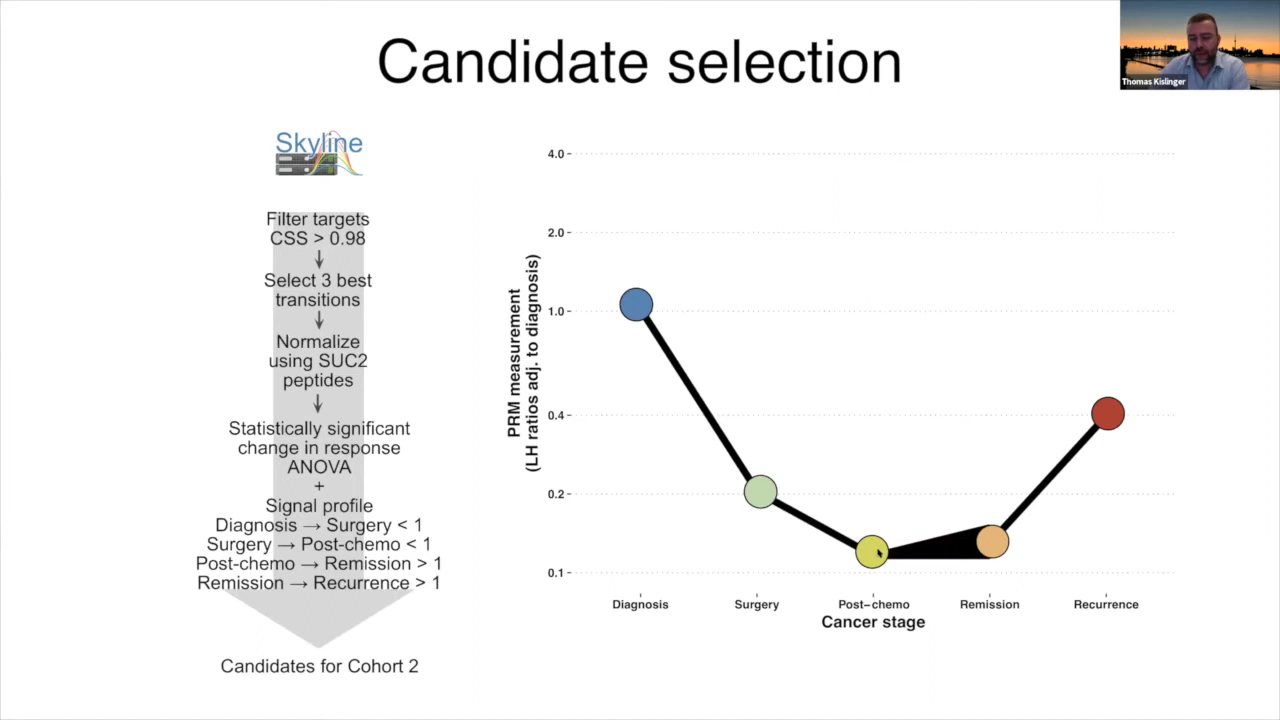 Candidate selection
Thomas Kislinger
Skyline
Filter targets
CSS > 0.98
↓
Select 3 best
transitions
↓
Normalize
using SUC2
peptides
↓
Statistically significant
change in response
ANOVA
+
Signal profile
Diagnosis → Surgery < 1
Surgery → Post-chemo < 1
Post-chemo → Remission > 1
Remission → Recurrence > 1
Candidates for Cohort 2
PRM measurement
(LH ratios adj. to diagnosis)
4.0
2.0
1.0
0.4
0.2
0.1
Diagnosis
Surgery
Post-chemo
Remission
Recurrence
Cancer stage